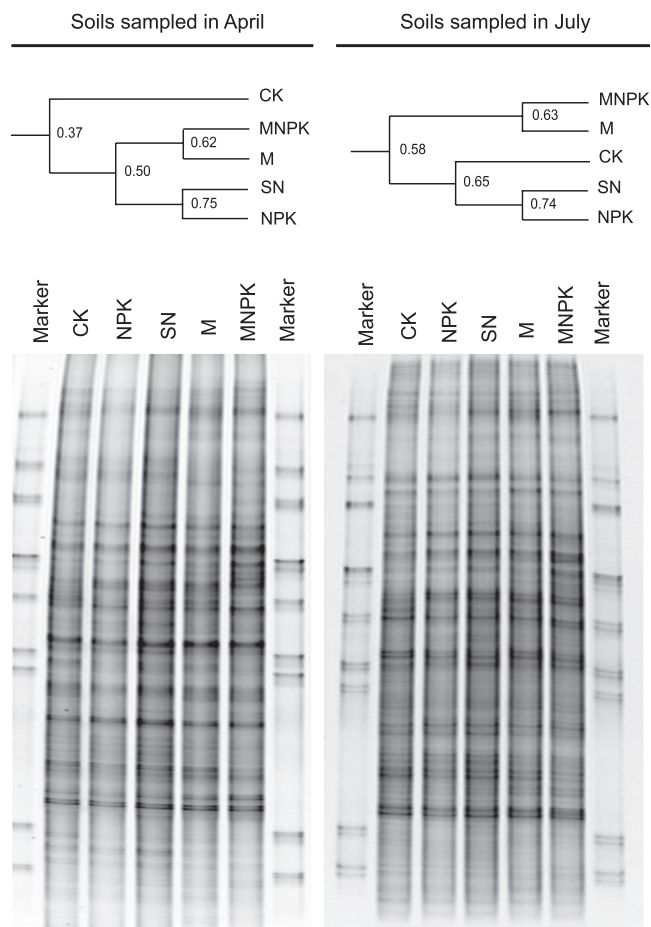 Soils sampled in April
CK
MNPK
M
SN
NPK
0.37
0.50
0.62
0.75
Soils sampled in July
MNPK
M
CK
SN
NPK
0.63
0.58
0.65
0.74
Marker
CK
NPK
SN
M
MNPK
Marker
Marker
CK
NPK
SN
M
MNPK
Marker